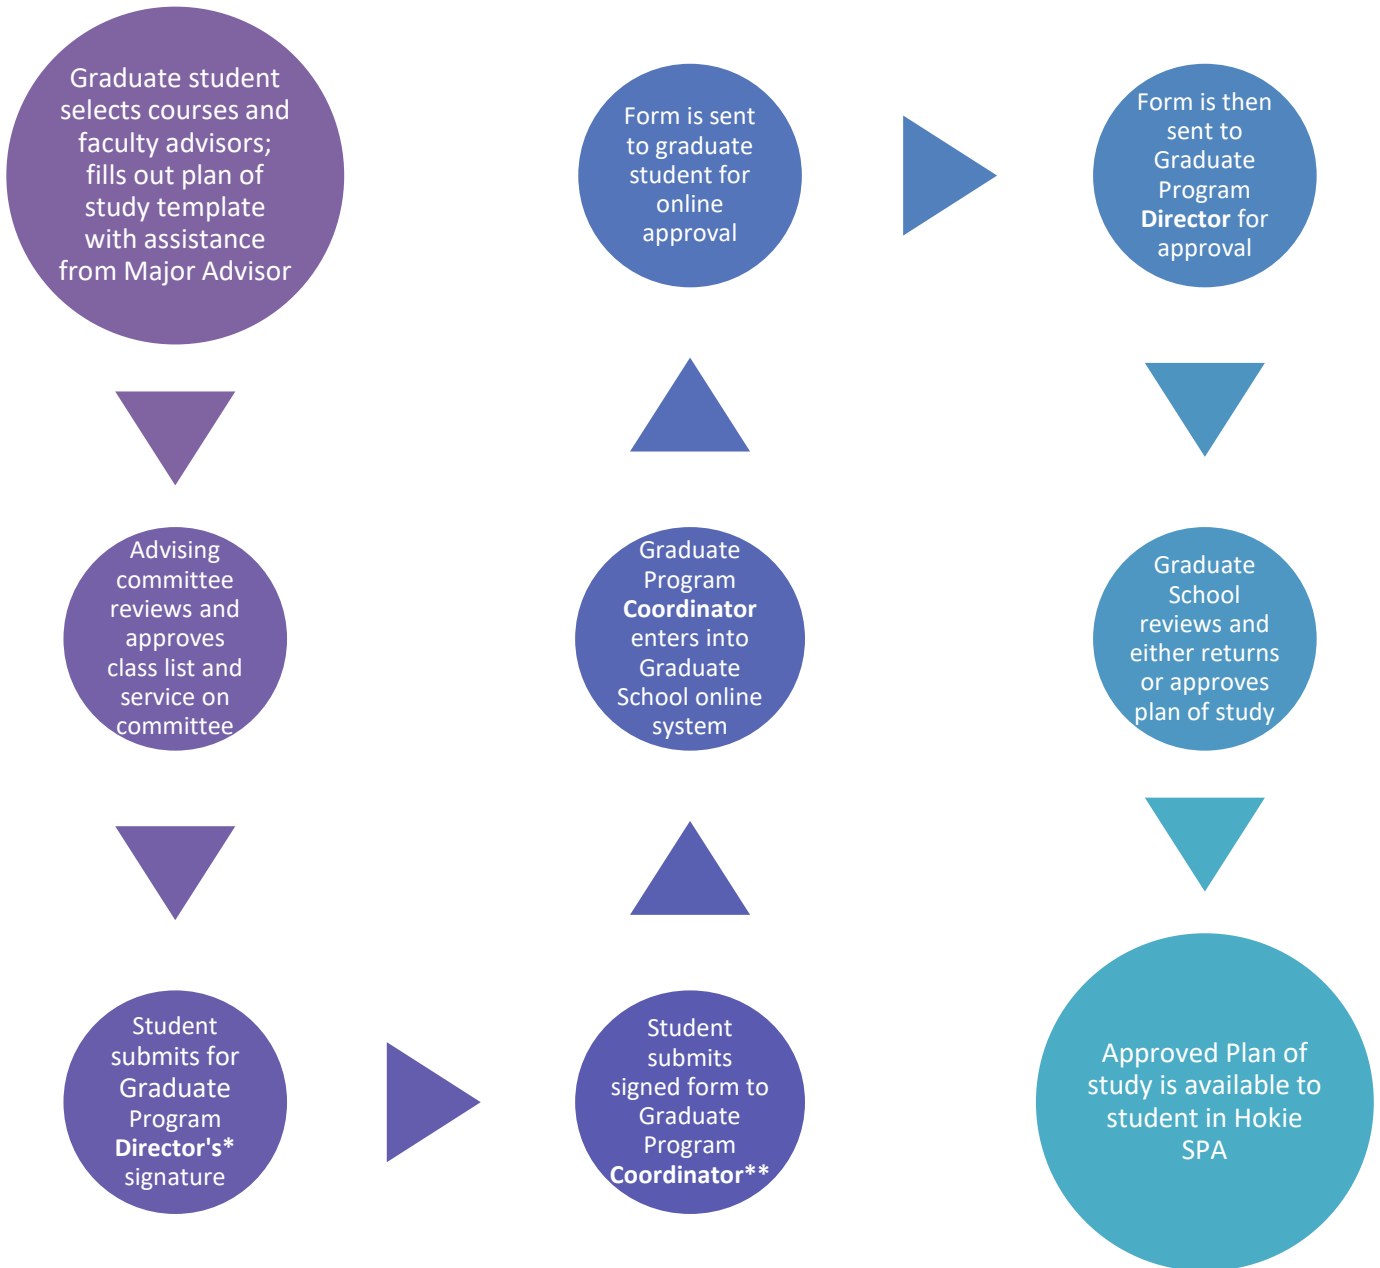 Graduate student
selects courses and
faculty advisors;
fills out plan of
study template
with assistance
from Major Advisor
Advising
committee
reviews and
approves
class list and
service on
committee
Student
submits for
Graduate
Program
Director's*
signature
Student
submits
signed form to
Graduate
Program
Coordinator**
Graduate
Program
Coordinator
enters into
Graduate
School online
system
Form is sent
to graduate
student for
online
approval
Form is then
sent to
Graduate
Program
Director for
approval
Graduate
School
reviews and
either returns
or approves
plan of study
Approved Plan of
study is available to
student in Hokie
SPA